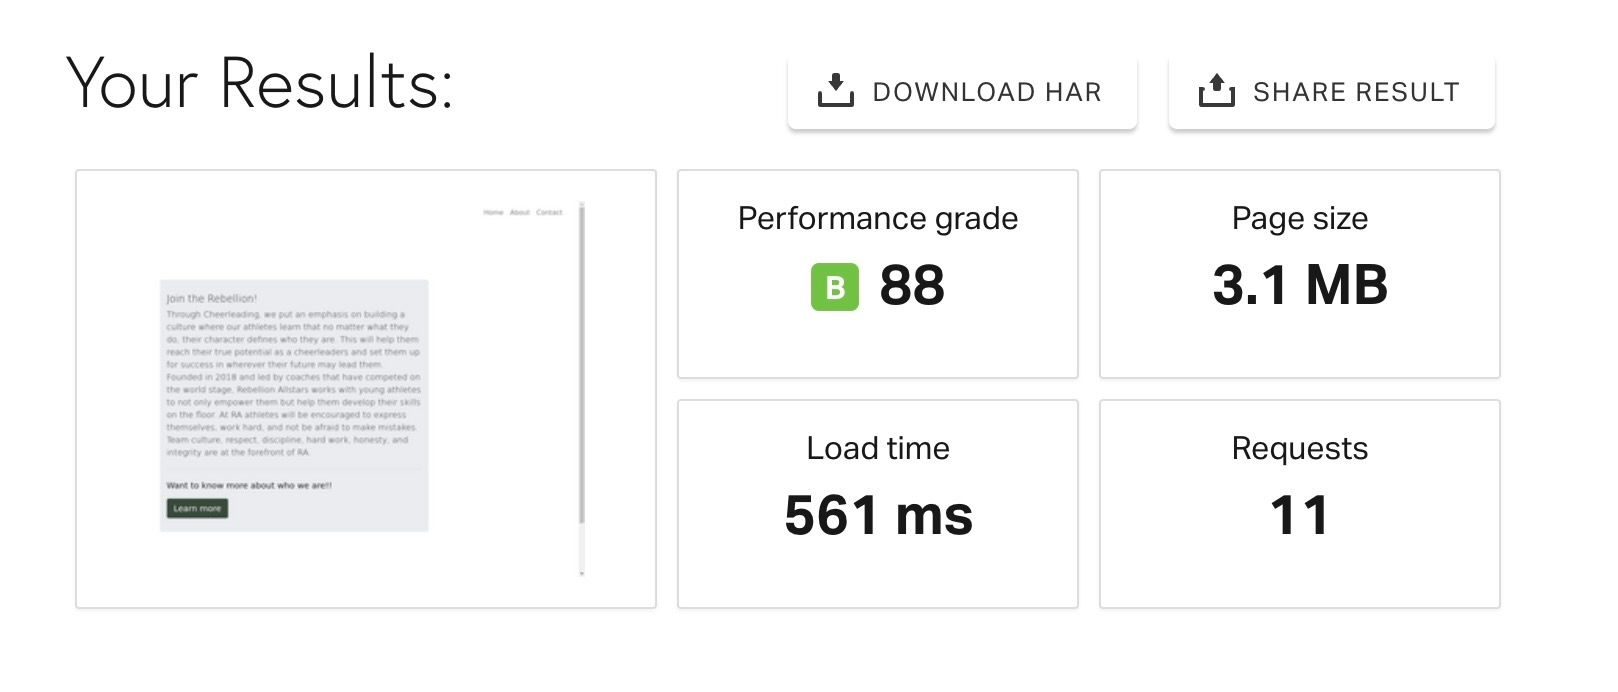 Your Results:
DOWNLOAD HAR
SHARE RESULT
Home About Contact
Join the Rebellion!
Through Cheerleading, we put an emphasis on building a
culture where our athletes learn that no matter what they
do, their character defines who they are. This will help them
reach their true potential as a cheerleaders and set them up
for success in wherever their future may lead them.
Founded in 2018 and led by coaches that have competed on
the world stage, Rebellion Allstars works with young athletes
to not only empower them but help them develop their skills
on the floor. At RA athletes will be encouraged to express
themselves, work hard, and not be afraid to make mistakes.
Team culture, respect, discipline, hard work, honesty, and
integrity are at the forefront of RA.
Want to know more about who we are!!
Learn more
Performance grade
B 88
Page size
3.1 MB
Load time
561 ms
Requests
11